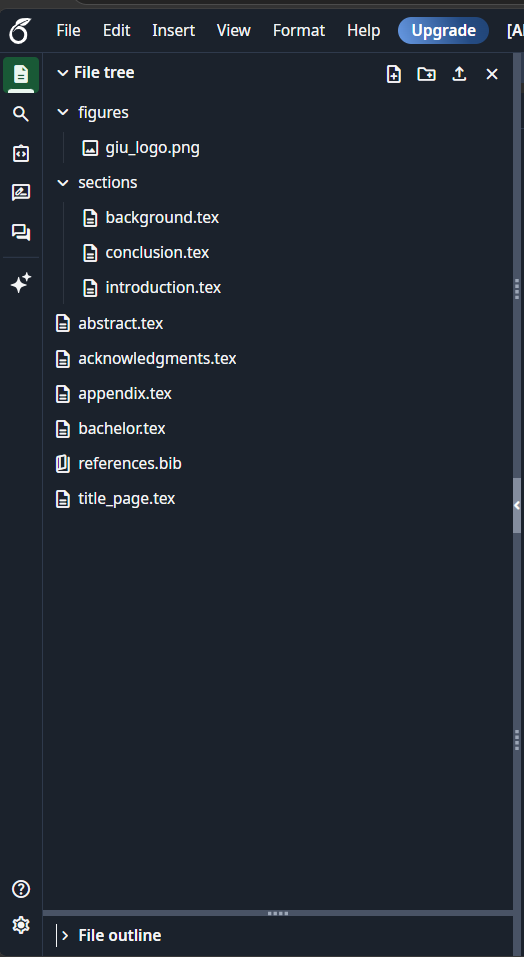 File Edit Insert View Format Help Upgrade [A
File tree
figures
giu_logo.png
sections
background.tex
conclusion.tex
introduction.tex
abstract.tex
acknowledgments.tex
appendix.tex
bachelor.tex
references.bib
title_page.tex
File outline